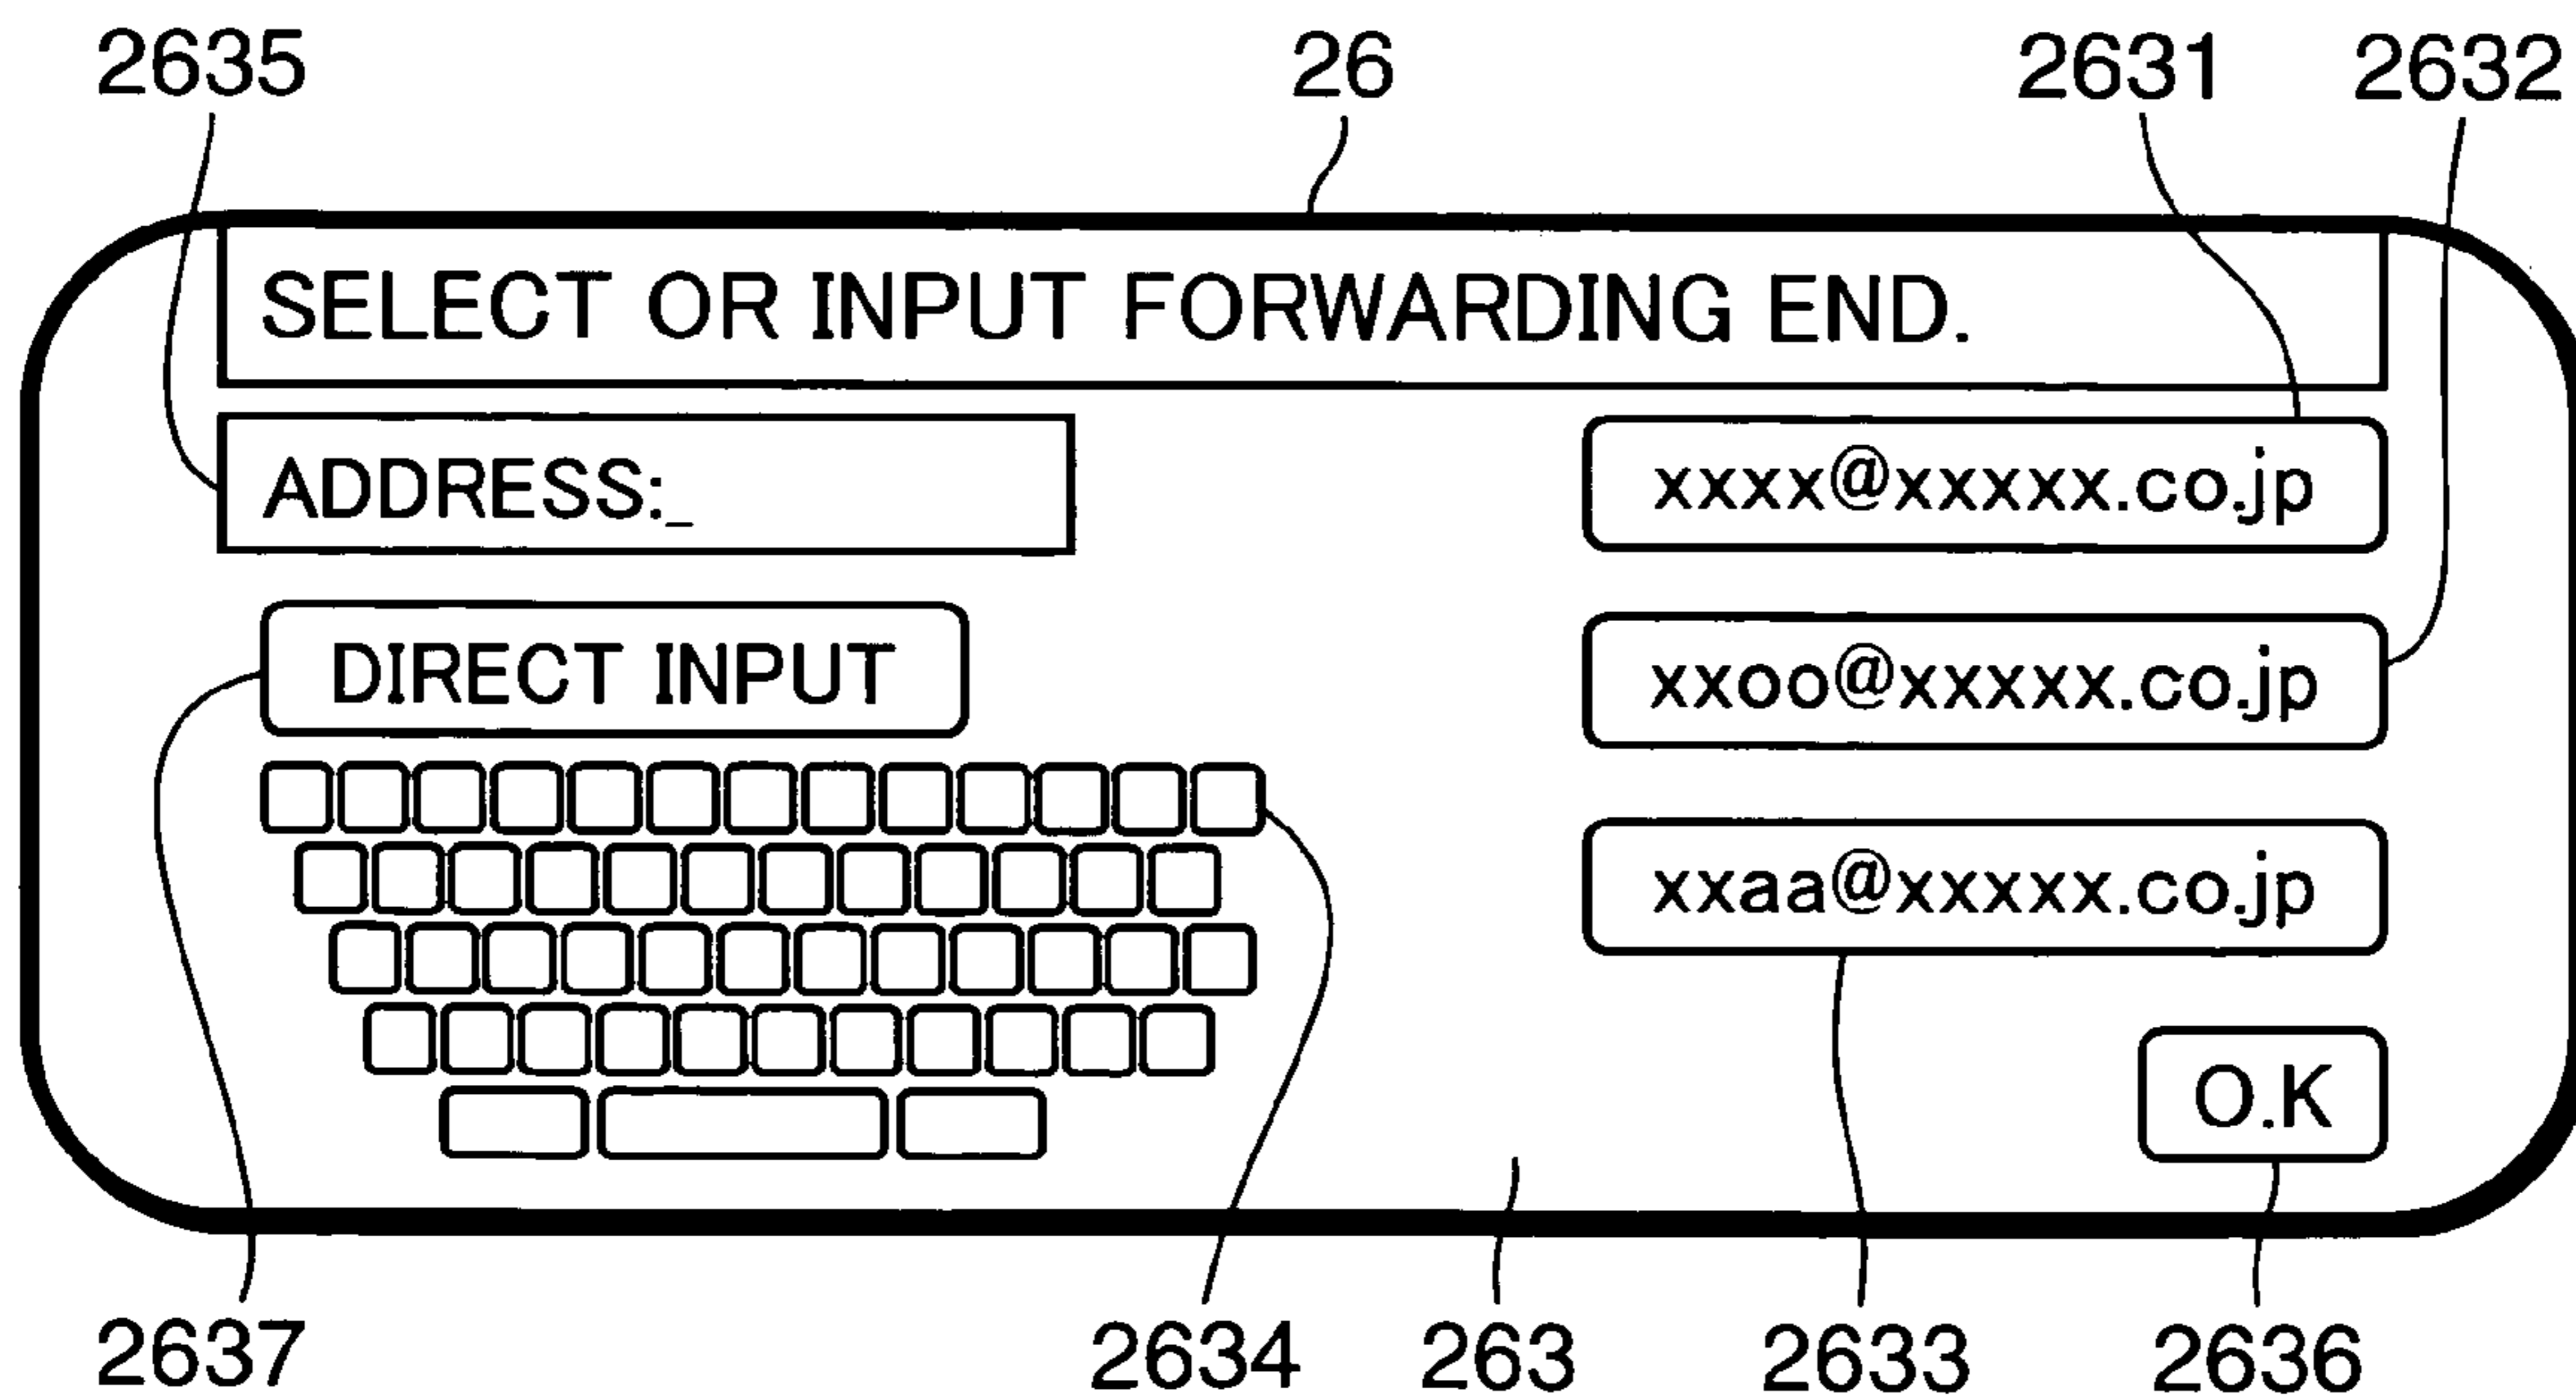 2635 26 2631 2632
SELECT OR INPUT FORWARDING END.
ADDRESS:_
xxxx@xxxxx.co.jp
DIRECT INPUT
xxoo@xxxxx.co.jp
xxaa@xxxxx.co.jp
O.K
2637 2634 263 2633 2636